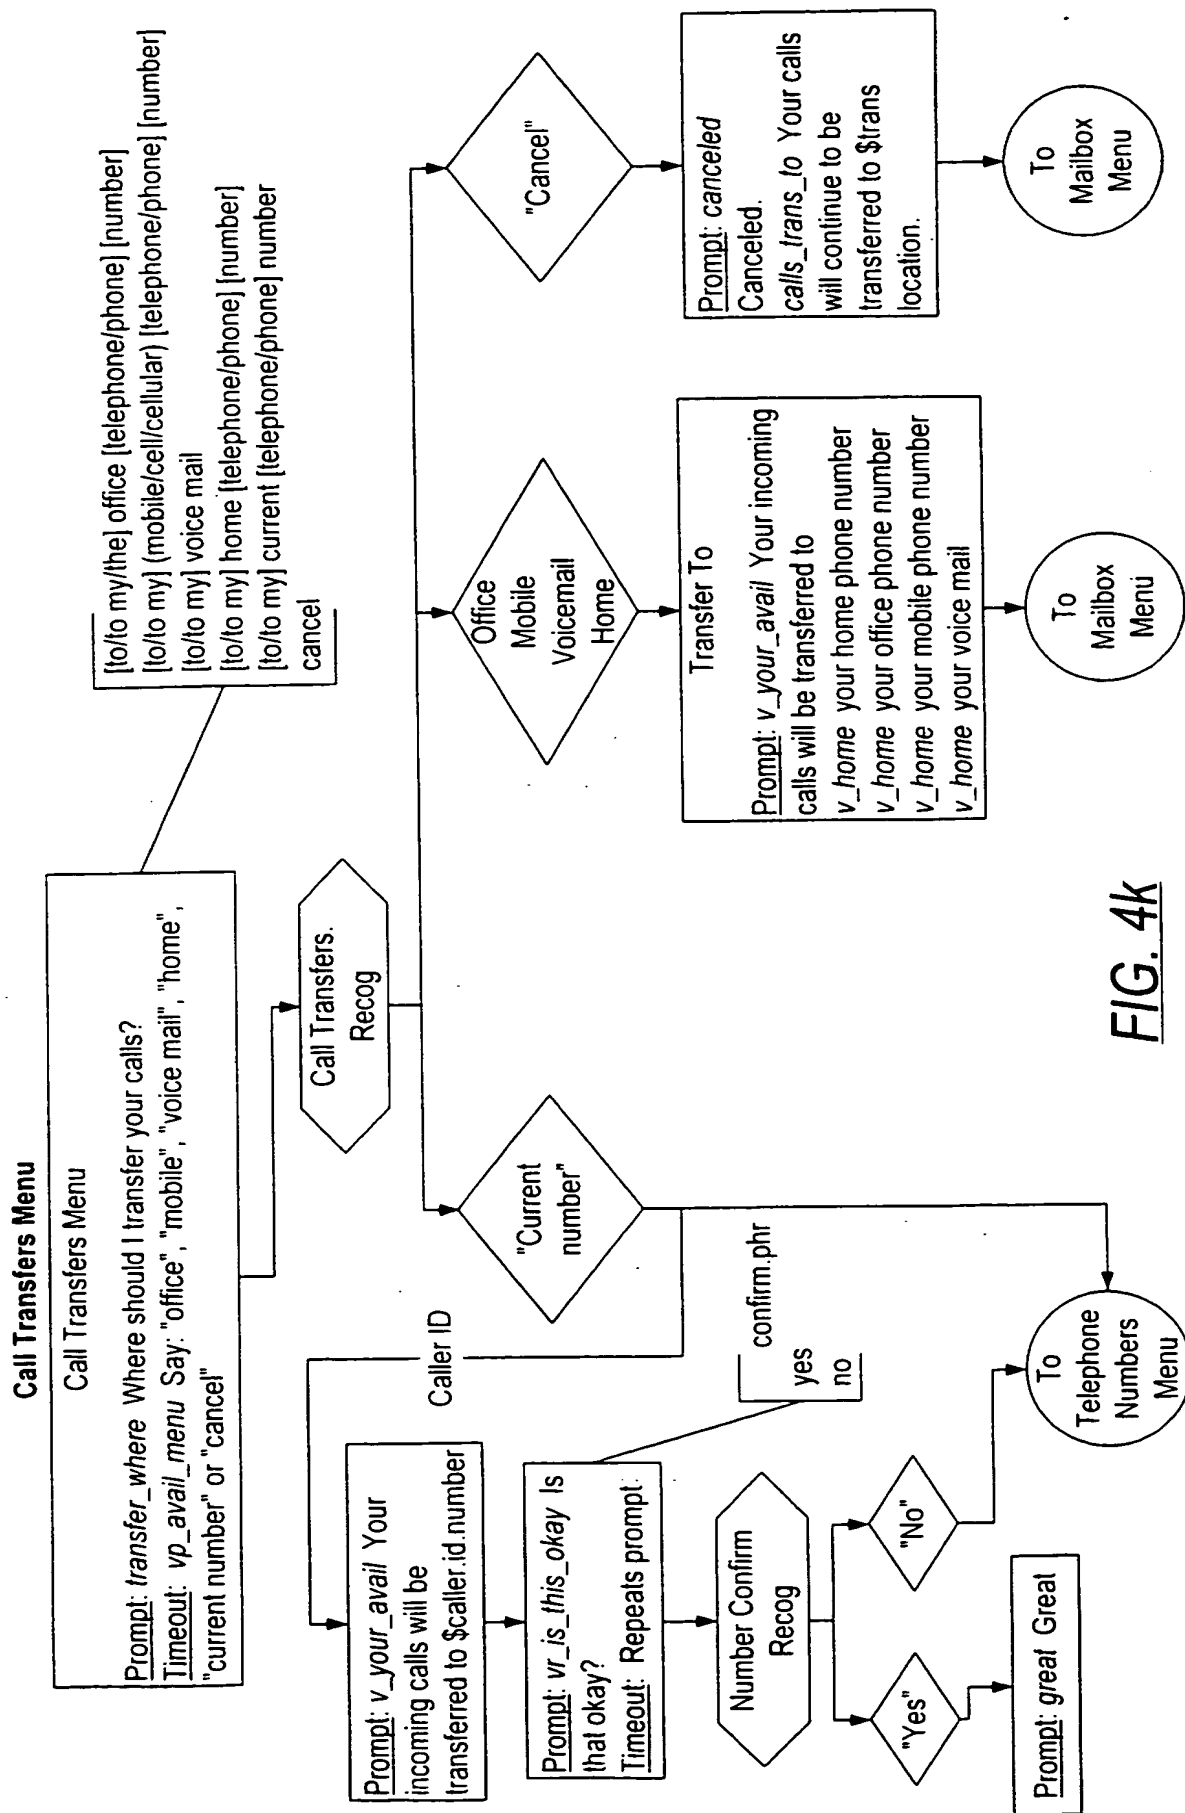 Call Transfers Menu
Call Transfers Menu
Prompt: transfer_where Where should I transfer your calls?
Timeout: vp_avail_menu Say: "office", "mobile", "voice mail", "home",
"current number" or "cancel"
[to/to my/the] office [telephone/phone] [number]
[to/to my] (mobile/cell/cellular) [telephone/phone] [number]
[to/to my] voice mail
[to/to my] home [telephone/phone] [number]
[to/to my] current [telephone/phone] number
cancel
Call Transfers.
Recog
"Current
number"
Office
Mobile
Voicemail
Home
"Cancel"
Caller ID
Prompt: v_your_avail Your
incoming calls will be
transferred to $caller.id.number
Prompt: vr_is_this_okay Is
that okay?
Timeout: Repeats prompt.
confirm.phr
yes
no
Number Confirm
Recog
"Yes"
"No"
Prompt: great Great
To
Telephone
Numbers
Menu
Transfer To
Prompt: v_your_avail Your incoming
calls will be transferred to
v_home your home phone number
v_home your office phone number
v_home your mobile phone number
v_home your voice mail
To
Mailbox
Menu
Prompt: canceled
Canceled.
calls_trans_to Your calls
will continue to be
transferred to $trans
location.
To
Mailbox
Menu
FIG. 4k